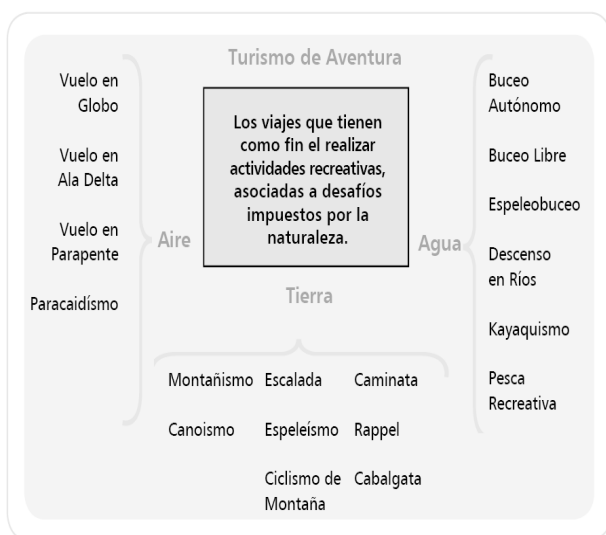 Turismo de Aventura
Vuelo en
Globo
Vuelo en
Ala Delta
Vuelo en
Parapente
Paracaidísmo
Aire
Los viajes que tienen
como fin el realizar
actividades recreativas,
asociadas a desafíos
impuestos por la
naturaleza.
Agua
Buceo
Autónomo
Buceo Libre
Espeleobuceo
Descenso
en Ríos
Kayaquismo
Pesca
Recreativa
Tierra
Montañismo Escalada Caminata
Canoismo Espeleísmo Rappel
Ciclismo de Cabalgata
Montaña